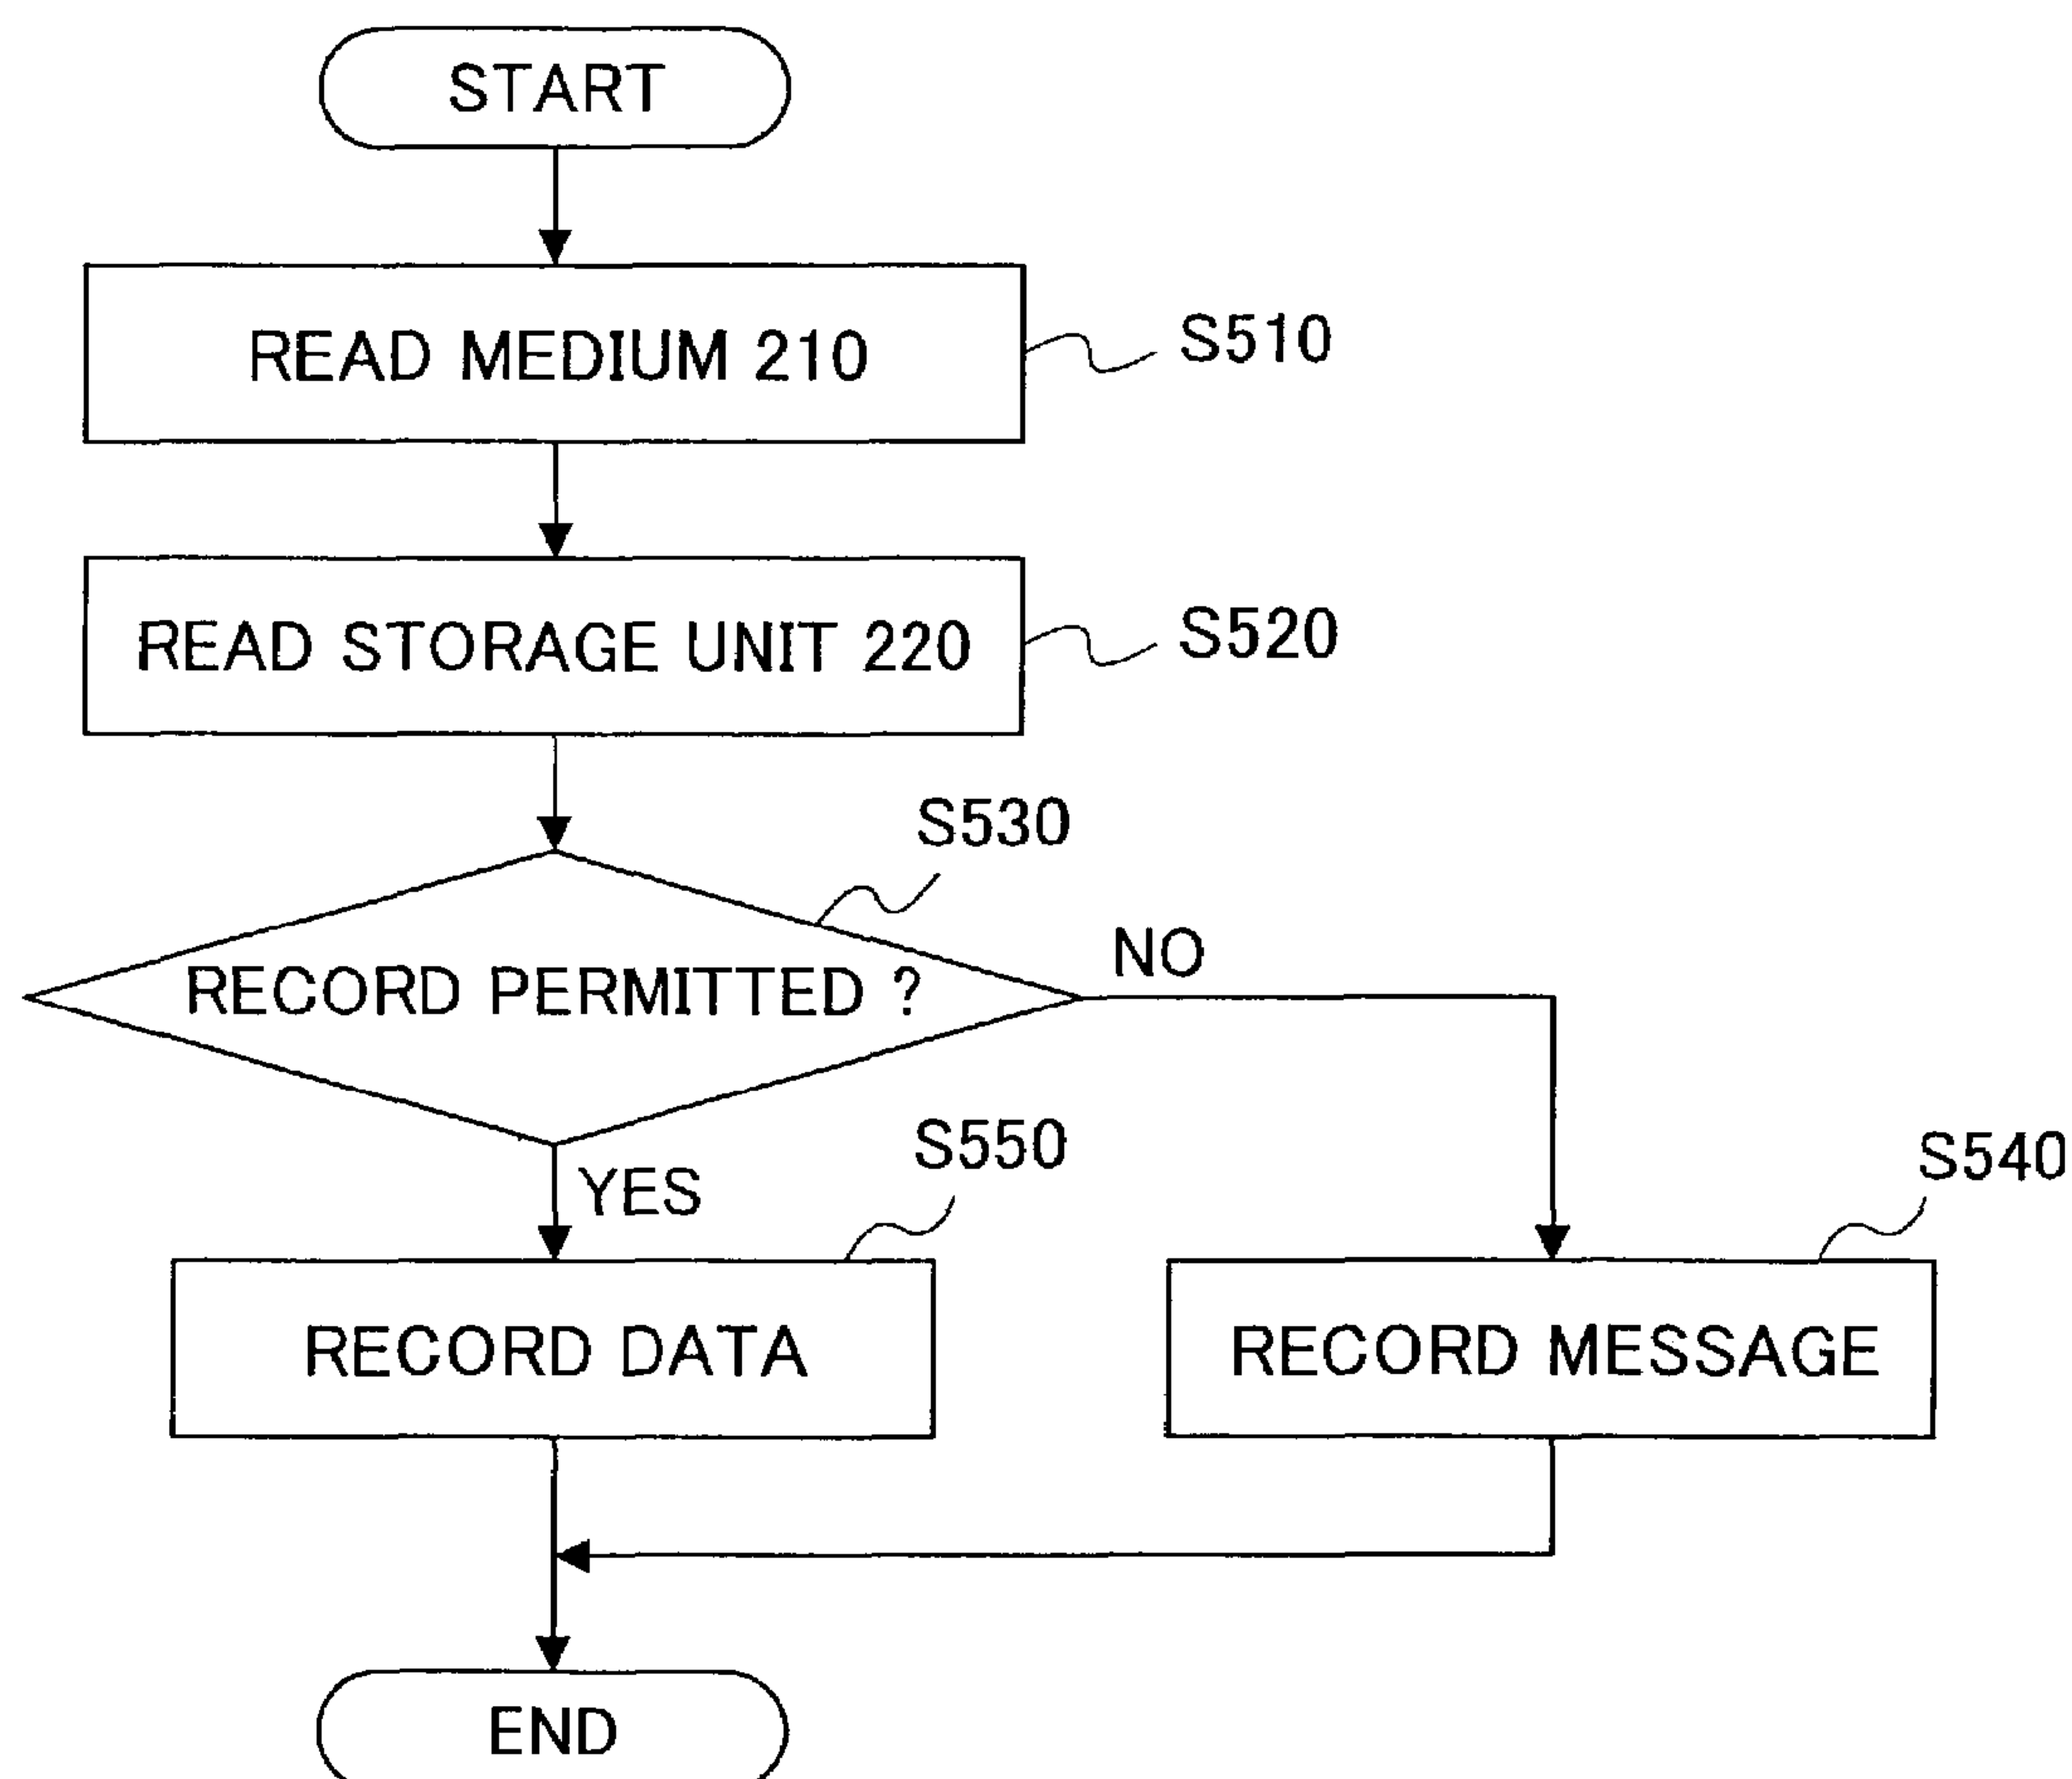 START
READ MEDIUM 210
S510
READ STORAGE UNIT 220
S520
S530
RECORD PERMITTED ?
NO
YES
S550
S540
RECORD DATA
RECORD MESSAGE
END